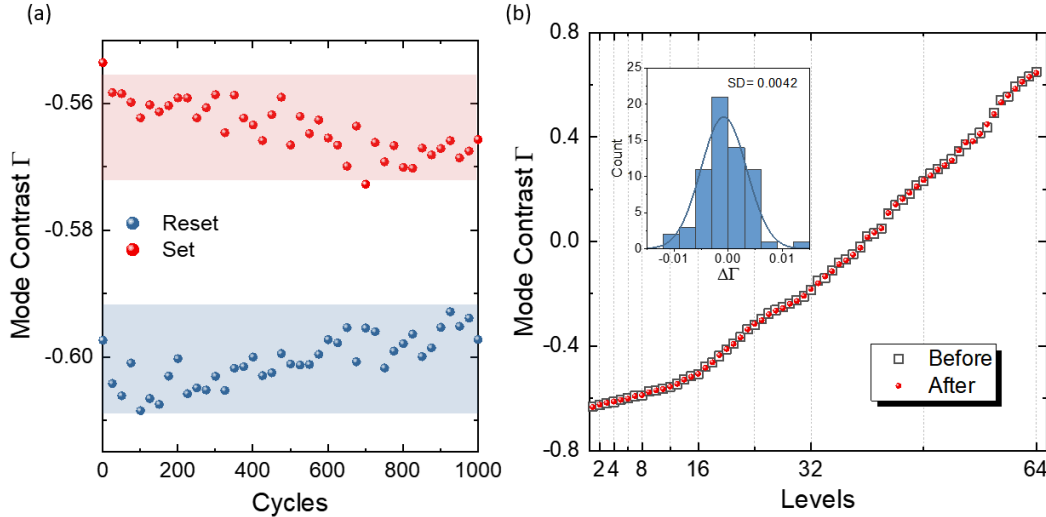 (a)
-0.56
-0.58
-0.60
Mode Contrast Γ
Reset
Set
0
200
400
600
800
1000
Cycles
(b)
0.8
0.4
0.0
-0.4
-0.8
Mode Contrast Γ
25
20
15
10
5
0
Count
SD= 0.0042
-0.01
0.00
0.01
ΔΓ
Before
After
2
4
8
16
32
64
Levels